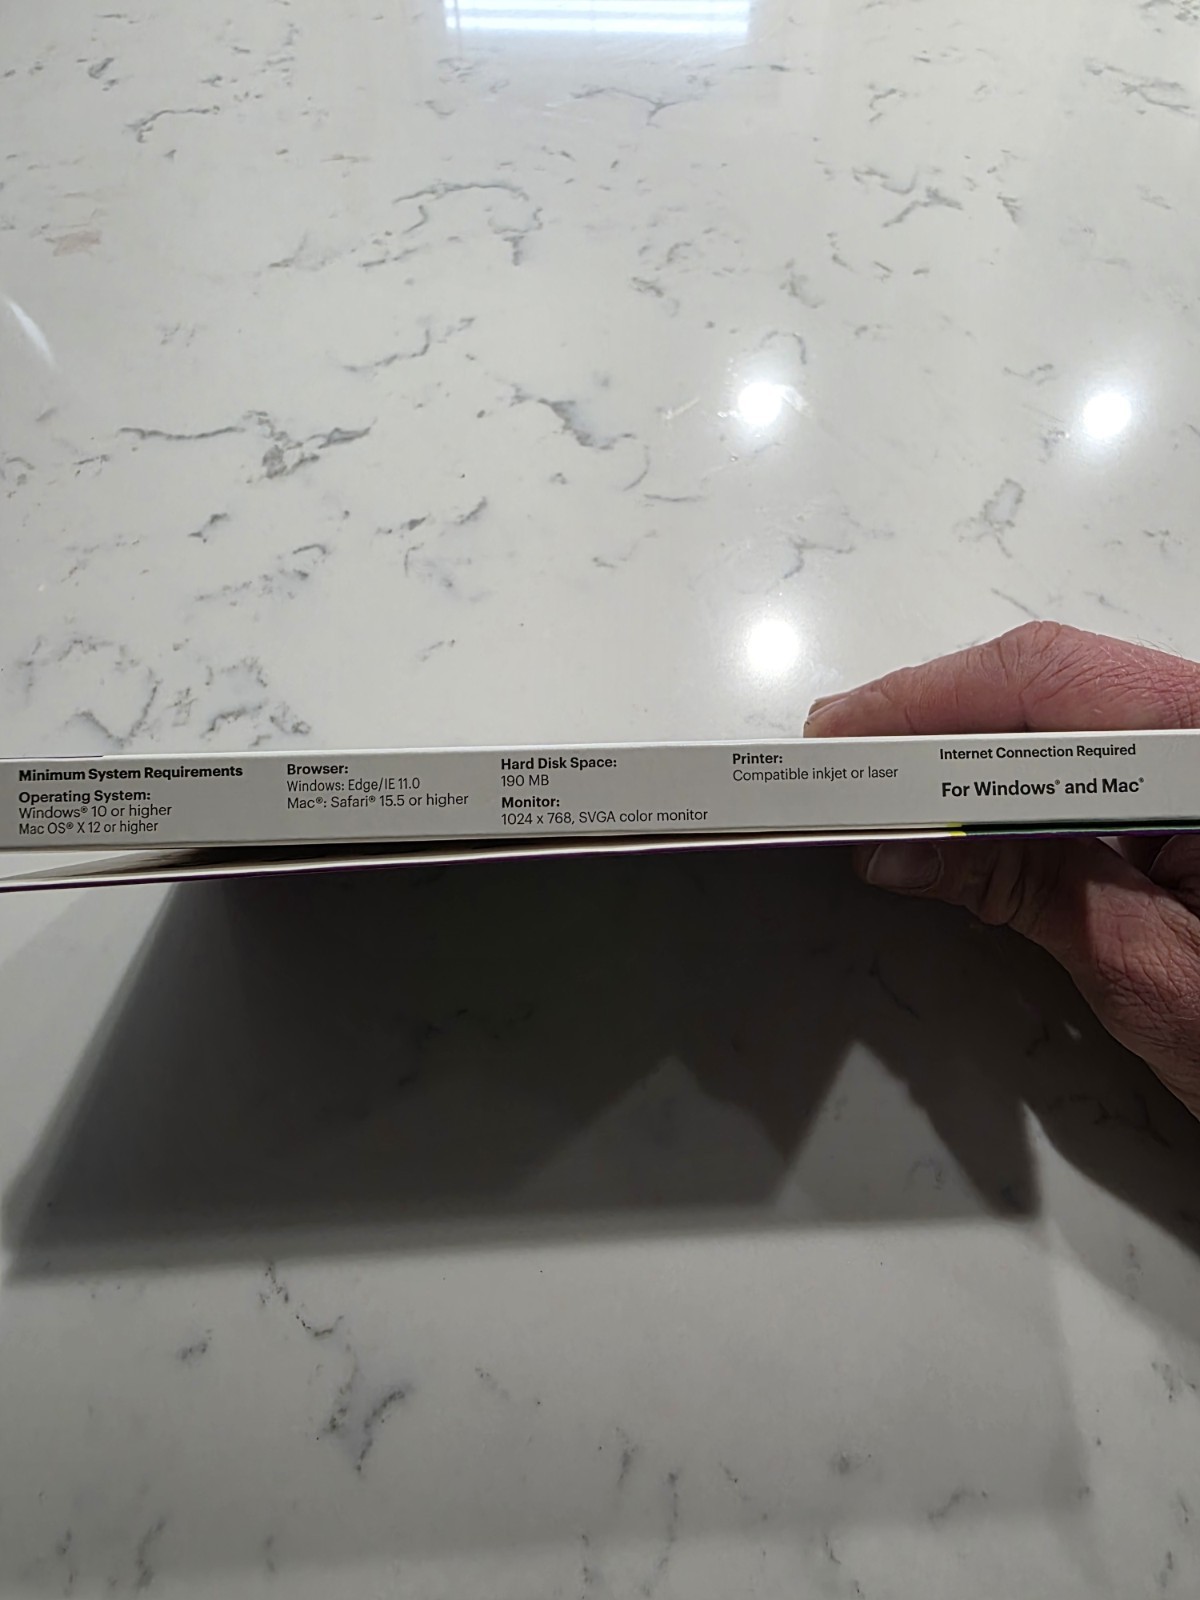 Minimum System Requirements
Operating System:
Windows® 10 or higher
Mac OS® X 12 or higher
Browser:
Windows: Edge/IE 11.0
Mac®: Safari® 15.5 or higher
Hard Disk Space:
190 MB
Monitor:
1024 x 768, SVGA color monitor
Printer:
Compatible inkjet or laser
Internet Connection Required
For Windows® and Mac®